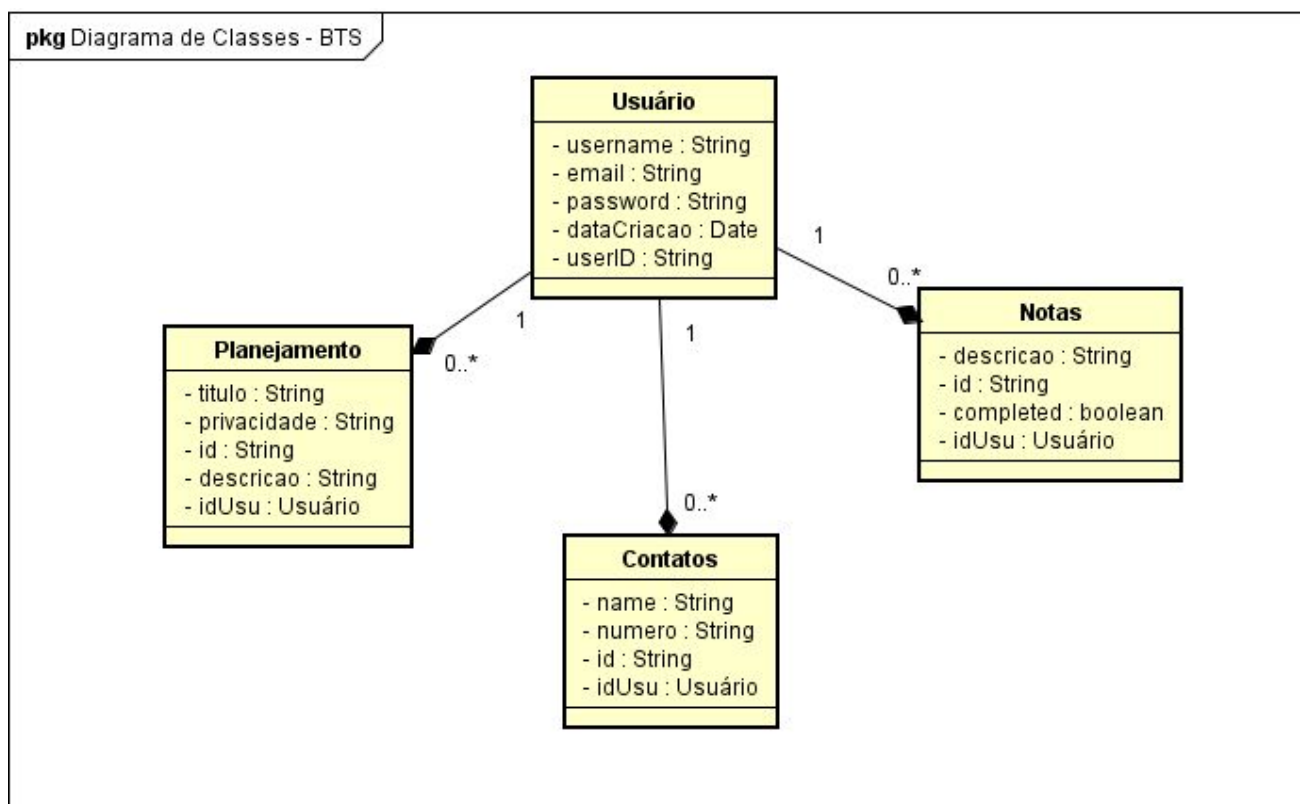 pkg Diagrama de Classes - BTS
Usuário
- username : String
- email : String
- password : String
- dataCriacao : Date
- userID : String
1
0..*
1
0..*
1
0..*
Planejamento
- titulo : String
- privacidade : String
- id : String
- descricao : String
- idUsu : Usuário
Notas
- descricao : String
- id : String
- completed : boolean
- idUsu : Usuário
Contatos
- name : String
- numero : String
- id : String
- idUsu : Usuário